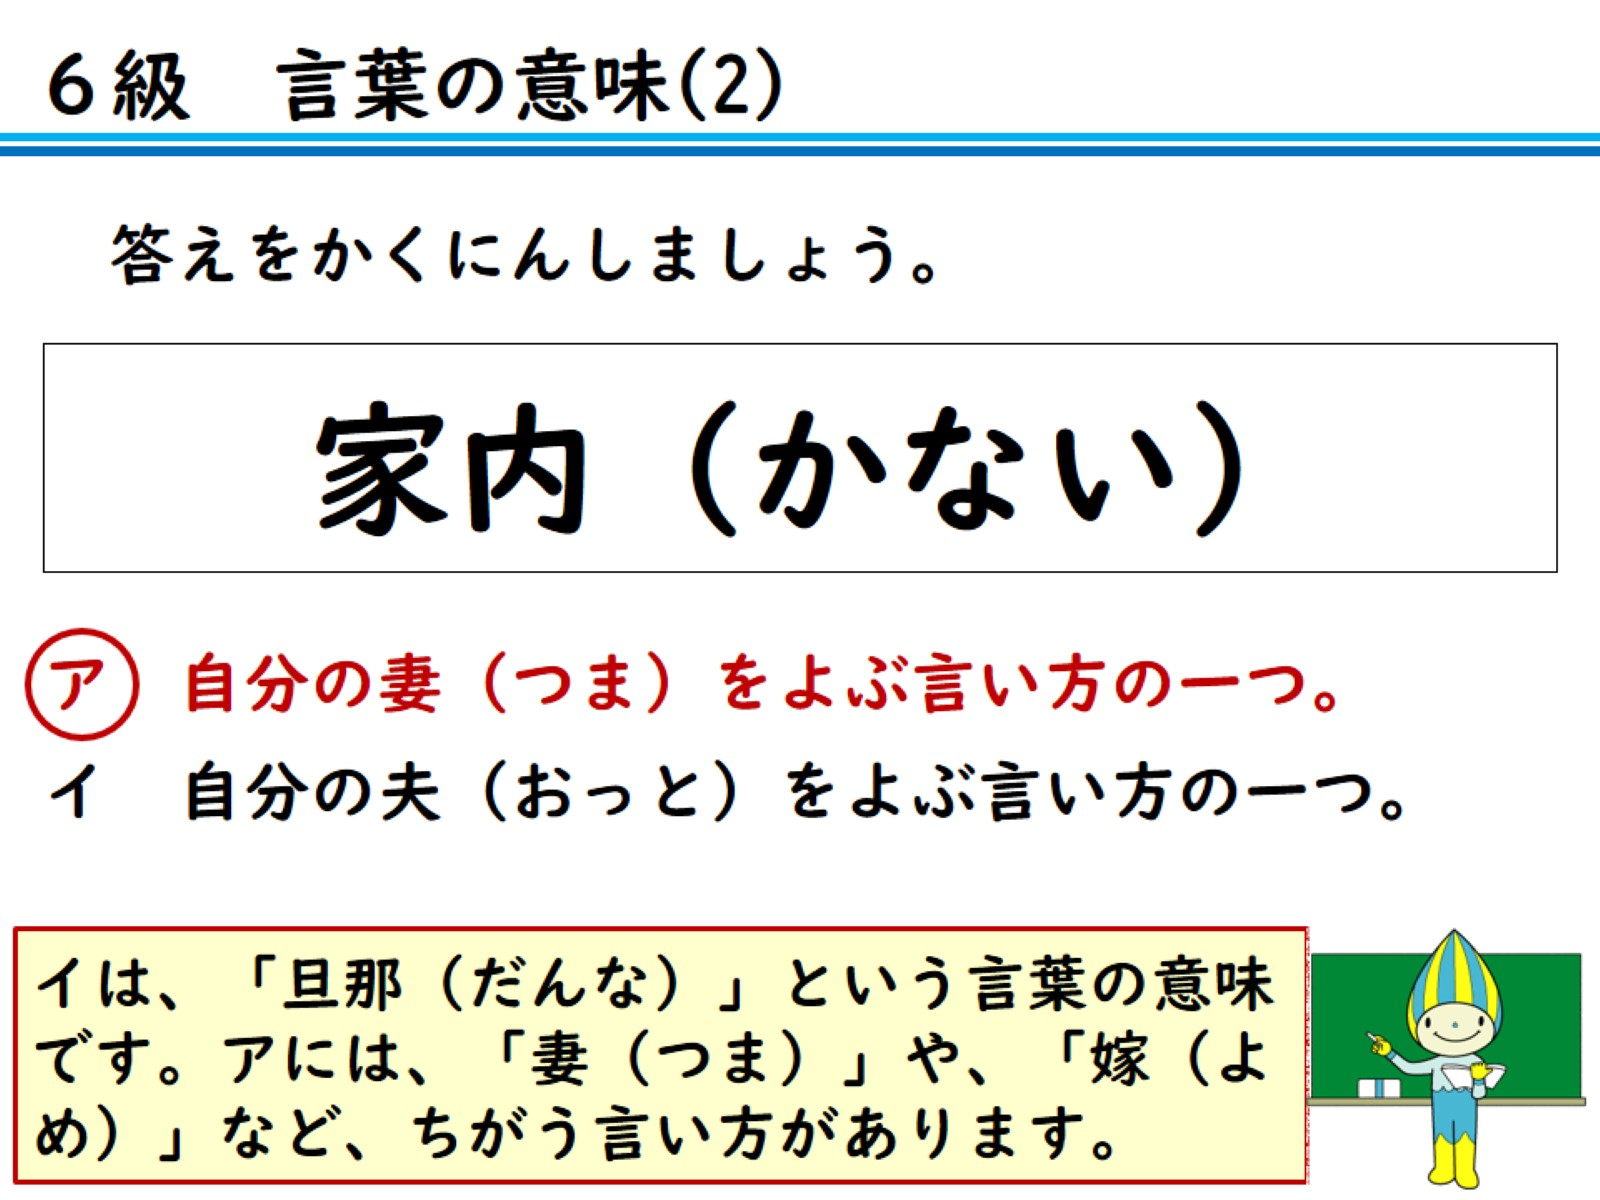 ６級　言葉の意味(2)
答えをかくにんしましょう。
家内（かない）
ア　自分の妻（つま）をよぶ言い方の一つ。
イ　自分の夫（おっと）をよぶ言い方の一つ。
イは、「旦那（だんな）」という言葉の意味
です。アには、「妻（つま）」や、「嫁（よ
め）」など、ちがう言い方があります。